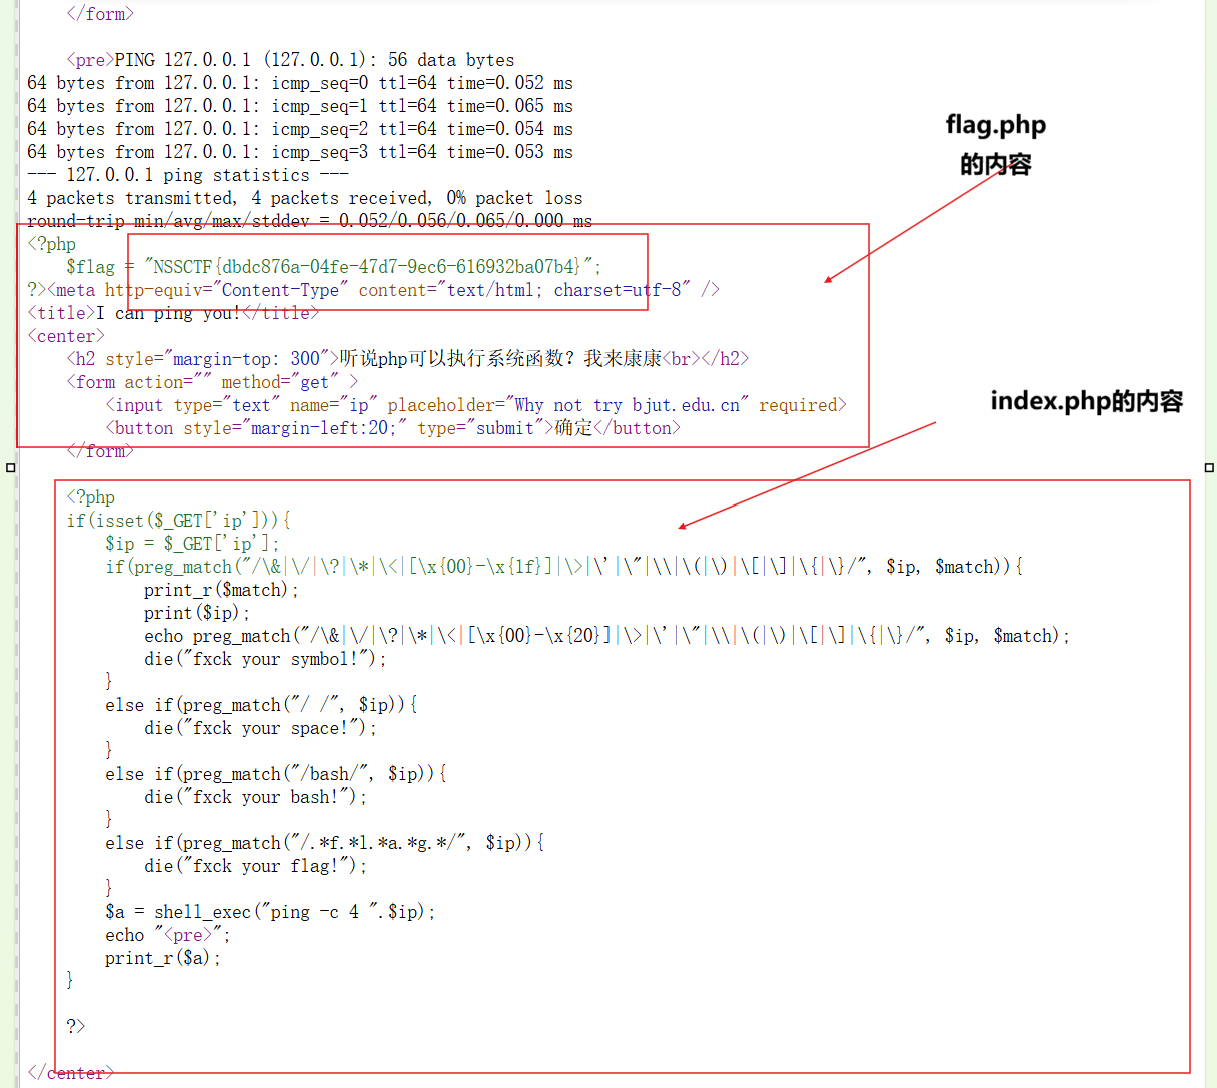 </form>
<pre>PING 127.0.0.1 (127.0.0.1): 56 data bytes
64 bytes from 127.0.0.1: icmp_seq=0 ttl=64 time=0.052 ms
64 bytes from 127.0.0.1: icmp_seq=1 ttl=64 time=0.065 ms
64 bytes from 127.0.0.1: icmp_seq=2 ttl=64 time=0.054 ms
64 bytes from 127.0.0.1: icmp_seq=3 ttl=64 time=0.053 ms
--- 127.0.0.1 ping statistics ---
4 packets transmitted, 4 packets received, 0% packet loss
round-trip min/avg/max/stddev = 0.052/0.056/0.065/0.000 ms
flag.php
的内容
<?php
$flag = "NSSCTF{dbdc876a-04fe-47d7-9ec6-616932ba07b4}";
?><meta http-equiv="Content-Type" content="text/html; charset=utf-8" />
<title>I can ping you!</title>
<center>
<h2 style="margin-top: 300">听说php可以执行系统函数？我来康康<br></h2>
<form action="" method="get" >
<input type="text" name="ip" placeholder="Why not try bjut.edu.cn" required>
<button style="margin-left:20;" type="submit">确定</button>
</form>
index.php的内容
<?php
if(isset($_GET['ip'])){
$ip = $_GET['ip'];
if(preg_match("/\&|\/|\?|\*|\<|[\x{00}-\x{1f}]|\>|\'|\"|\\|\(|\)|\[|\]|\{|\}/", $ip, $match)){
print_r($match);
print($ip);
echo preg_match("/\&|\/|\?|\*|\<|[\x{00}-\x{20}]|\>|\'|\"|\\|\(|\)|\[|\]|\{|\}/", $ip, $match);
die("fxck your symbol!");
}
else if(preg_match("/ /", $ip)){
die("fxck your space!");
}
else if(preg_match("/bash/", $ip)){
die("fxck your bash!");
}
else if(preg_match("/.*f.*l.*a.*g.*/", $ip)){
die("fxck your flag!");
}
$a = shell_exec("ping -c 4 ".$ip);
echo "<pre>";
print_r($a);
}
?>
</center>